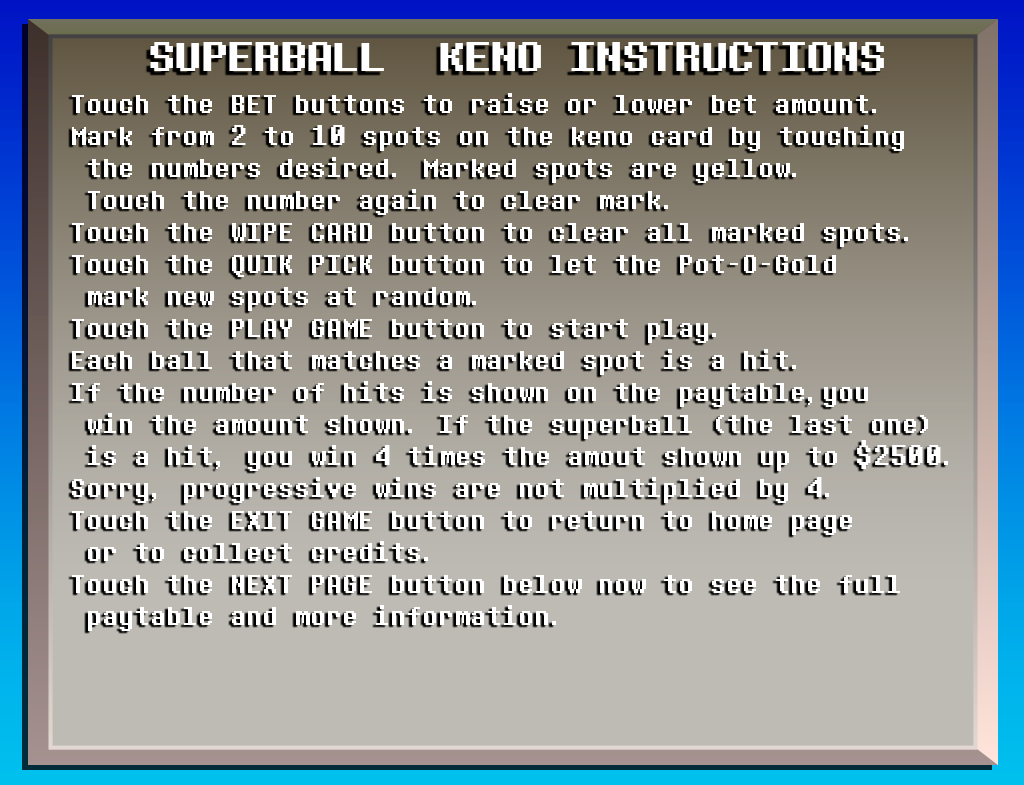 SUPERBALL KENO INSTRUCTIONS
Touch the BET buttons to raise or lower bet amount.
Mark from 2 to 10 spots on the keno card by touching
the numbers desired. Marked spots are yellow.
Touch the number again to clear mark.
Touch the WIPE CARD button to clear all marked spots.
Touch the QUIK PICK button to let the Pot-O-Gold
mark new spots at random.
Touch the PLAY GAME button to start play.
Each ball that matches a marked spot is a hit.
If the number of hits is shown on the paytable,you
win the amount shown. If the superball (the last one)
is a hit, you win 4 times the amout shown up to $2500.
Sorry, progressive wins are not multiplied by 4.
Touch the EXIT GAME button to return to home page
or to collect credits.
Touch the NEXT PAGE button below now to see the full
paytable and more information.